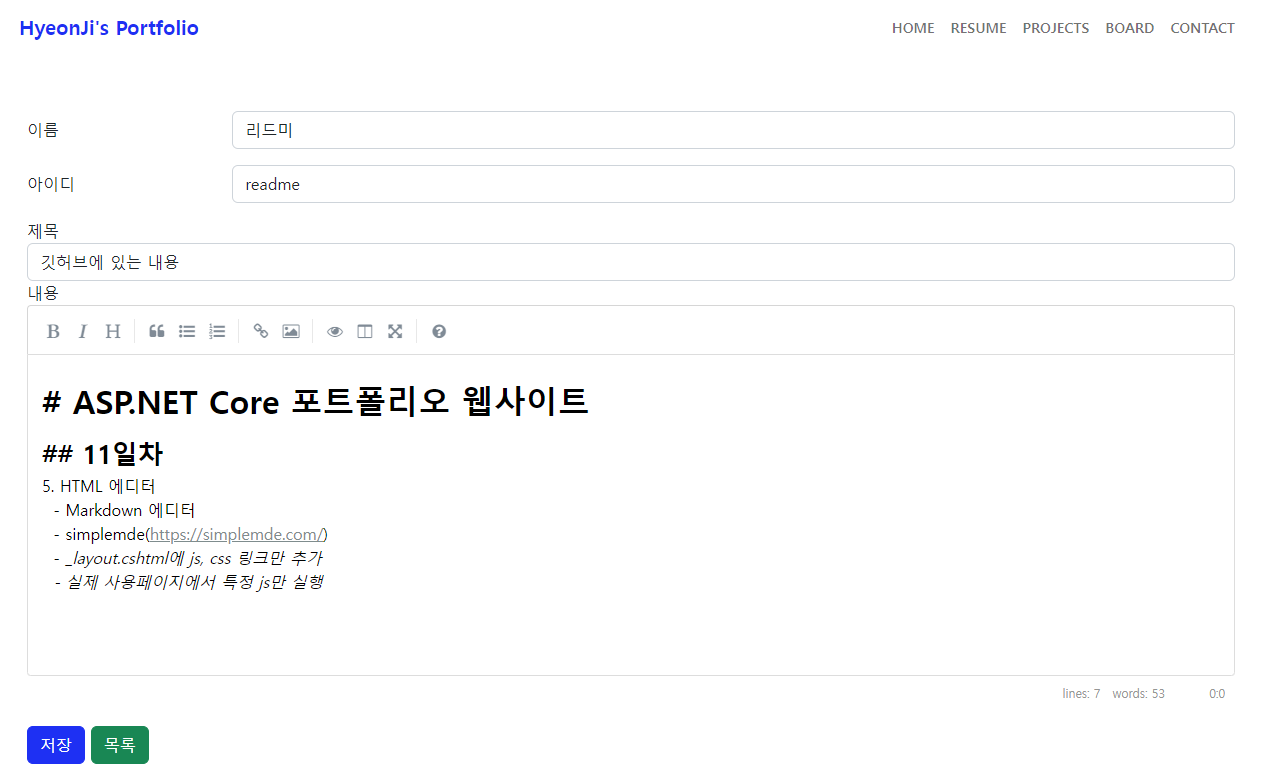 HyeonJi's Portfolio
HOME RESUME PROJECTS BOARD CONTACT
이름 리드미
아이디 readme
제목
깃허브에 있는 내용
내용
B I H
# ASP.NET Core 포트폴리오 웹사이트
## 11일차
5. HTML 에디터
- Markdown 에디터
- simplemde(https://simplemde.com/)
- _layout.cshtml에 js, css 링크만 추가
- 실제 사용페이지에서 특정 js만 실행
lines: 7 words: 53 0:0
저장 목록